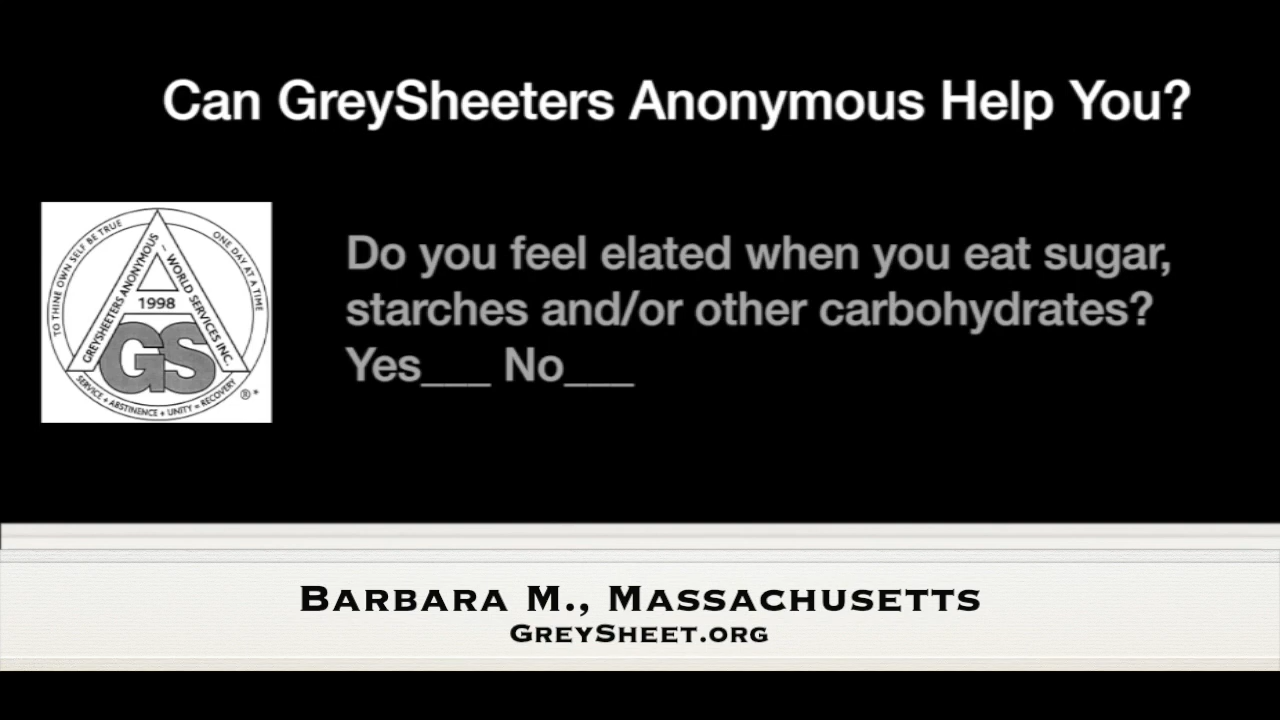 Can GreySheeters Anonymous Help You?
TO THINE OWN SELF BE TRUE
ONE DAY AT A TIME
GREYSHEETERS ANONYMOUS – WORLD SERVICES INC.
1998
GS
SERVICE + ABSTINENCE + UNITY = RECOVERY
®*
Do you feel elated when you eat sugar,
starches and/or other carbohydrates?
Yes___ No___
BARBARA M., MASSACHUSETTS
GREYSHEET.ORG